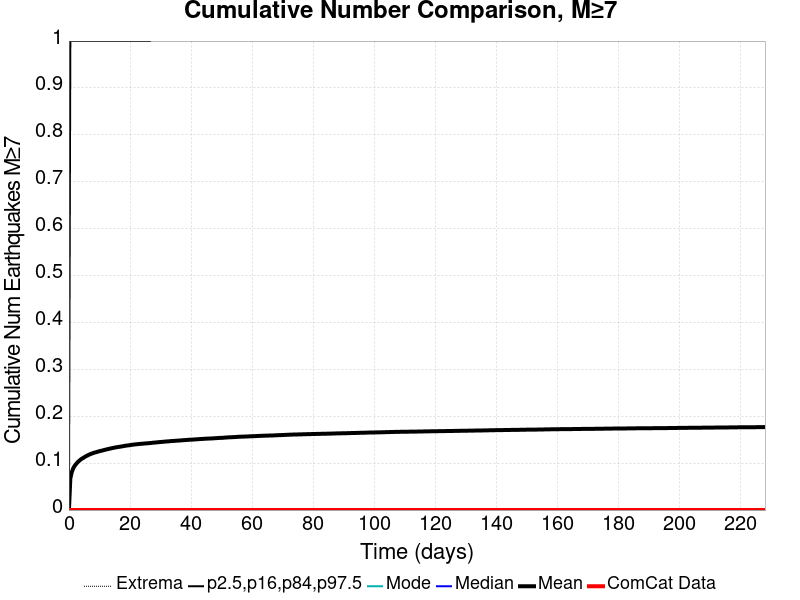 Cumulative Number Comparison, M≥7
Cumulative Num Earthquakes M≥7
1
0.9
0.8
0.7
0.6
0.5
0.4
0.3
0.2
0.1
0
0 20 40 60 80 100 120 140 160 180 200 220
Time (days)
Extrema p2.5,p16,p84,p97.5 Mode Median Mean ComCat Data